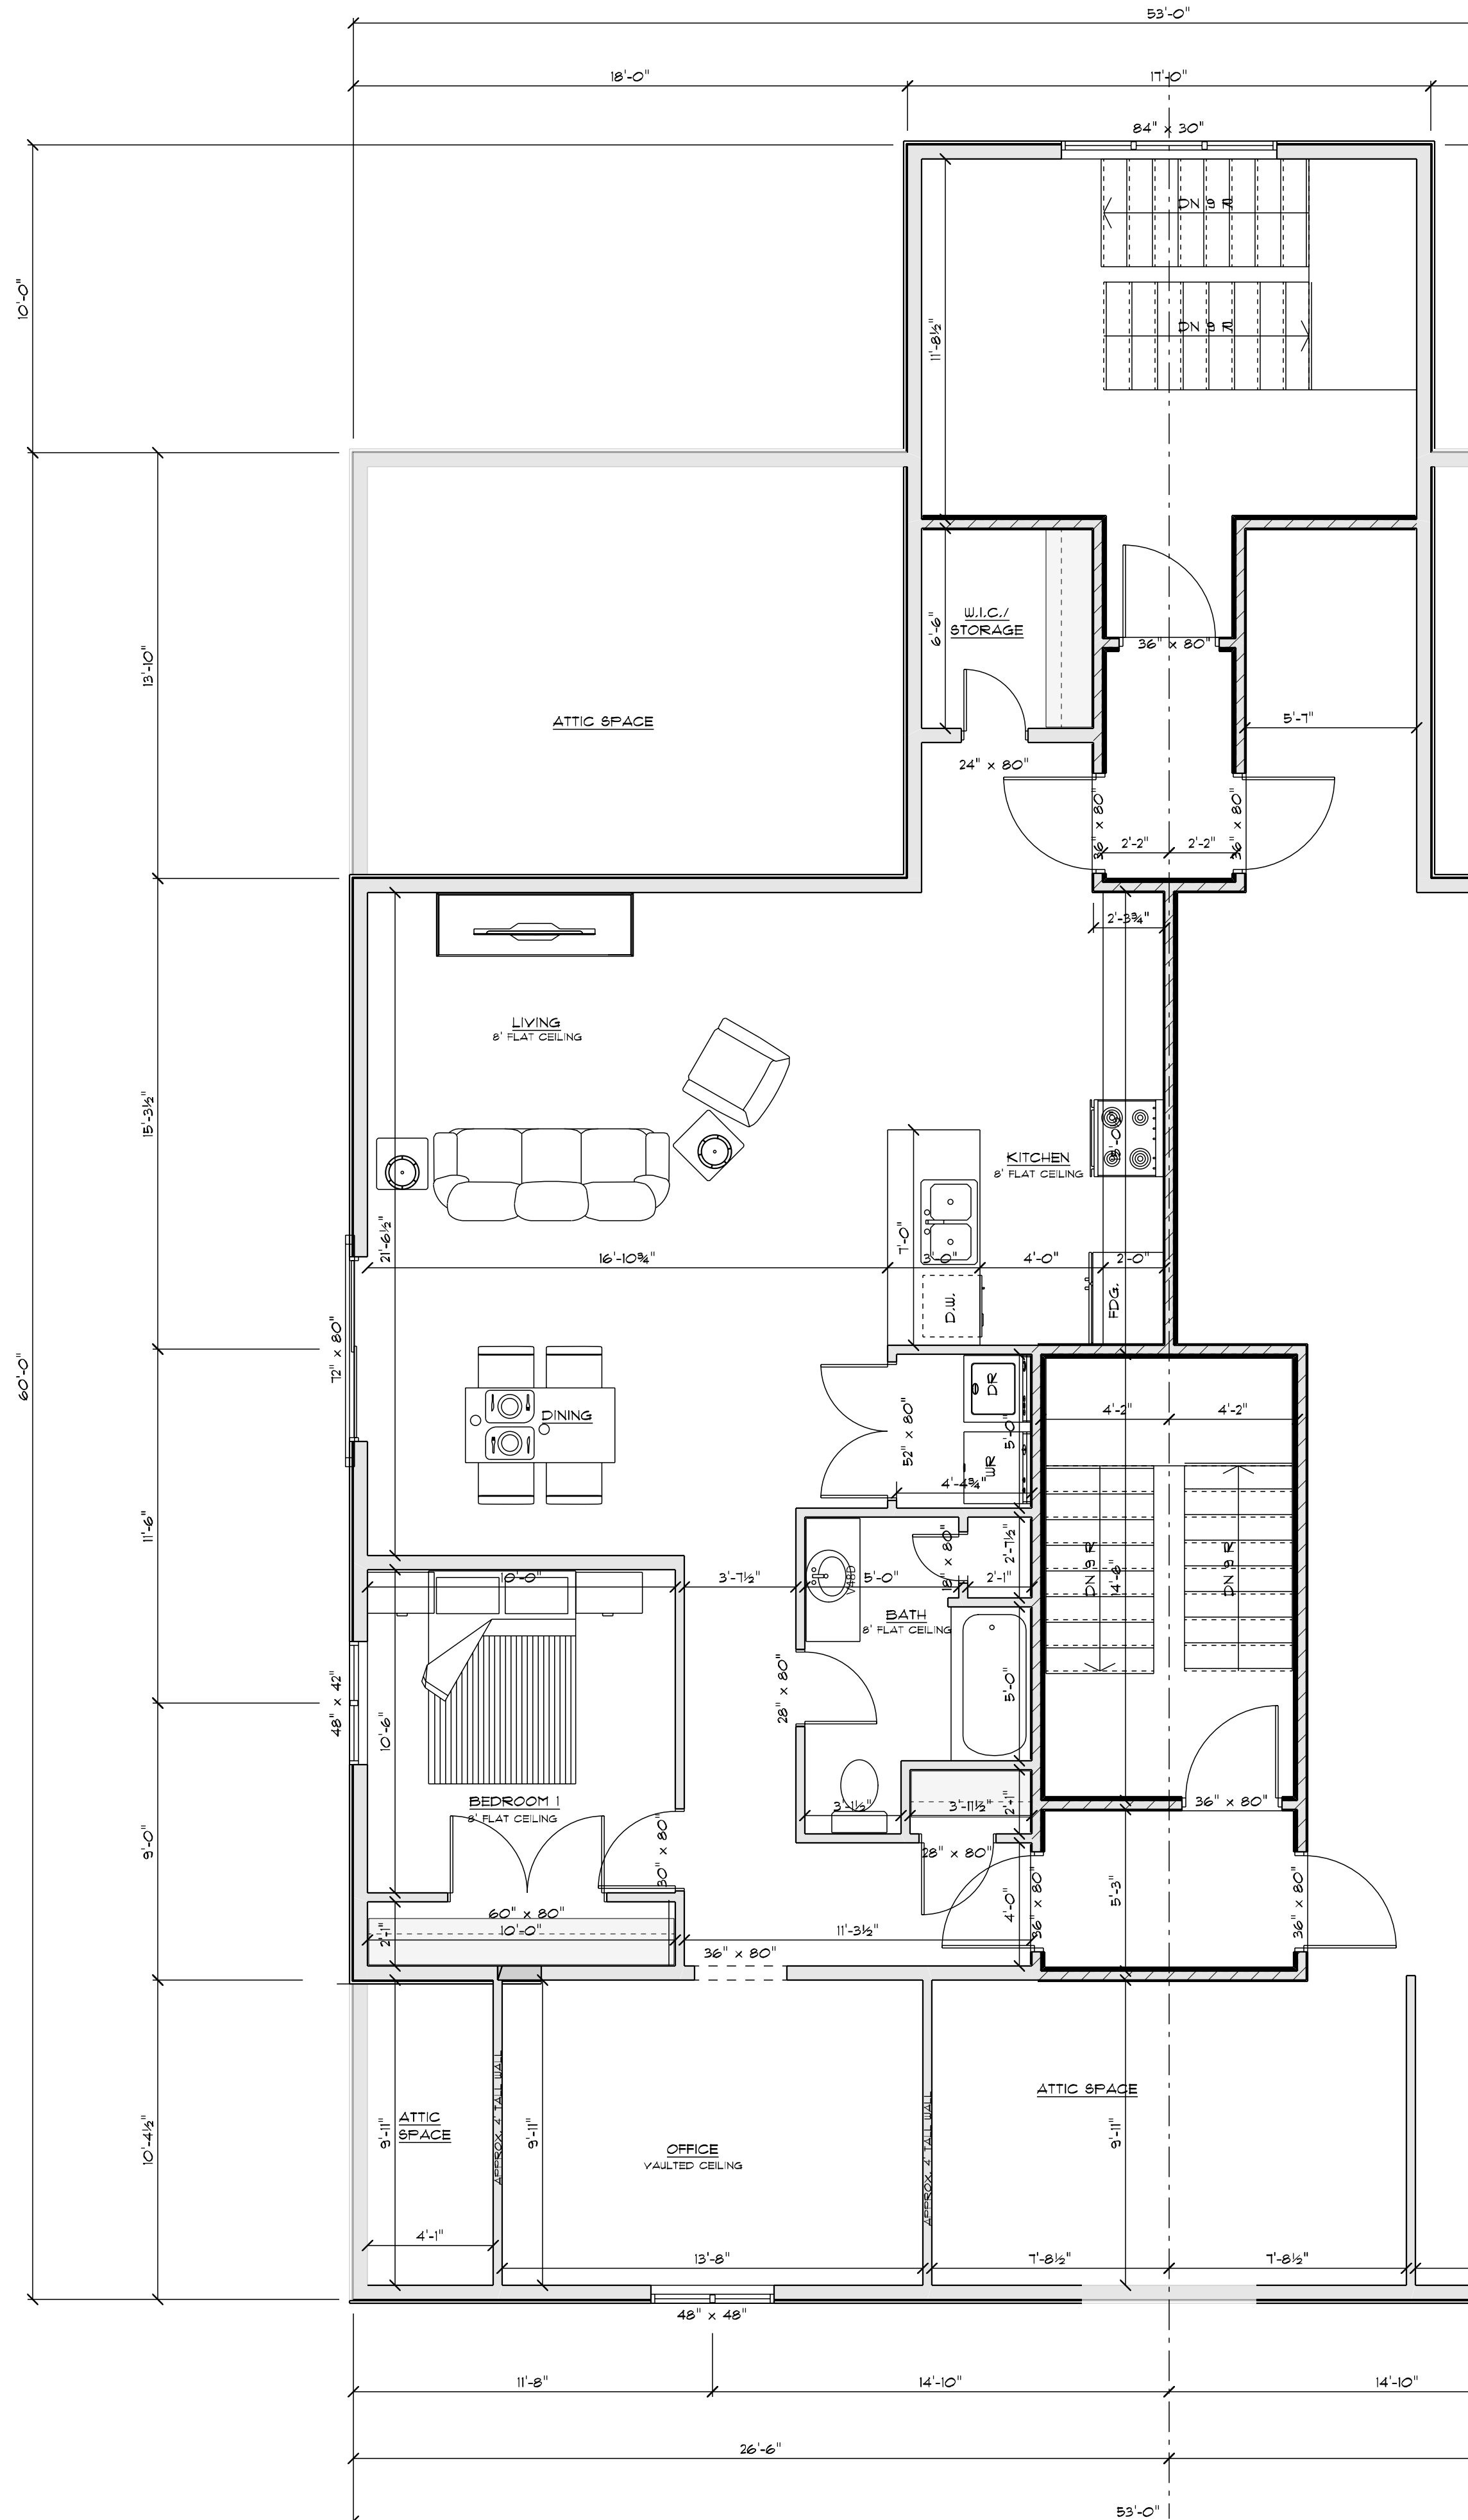 53'-0"
18'-0"
17'-0"
84" x 30"
DN 9 R
10'-0"
DN 9 R
11'-8½"
W.I.C./
STORAGE
6'-6"
36" x 80"
13'-10"
ATTIC SPACE
5'-7"
24" x 80"
36" x 80"
36" x 80"
2'-2"
2'-2"
2'-3¾"
LIVING
8' FLAT CEILING
15'-3½"
KITCHEN
8' FLAT CEILING
15'-0"
21'-6½"
7'-0"
16'-10¾"
3'-0"
4'-0"
2'-0"
D.W.
FDG.
72" x 80"
60'-0"
DINING
DR
52" x 80"
5'-0"
4'-2"
4'-2"
WR
4'-4¾"
11'-6"
18" x 80"
2'-7½"
10'-0"
3'-7½"
V48D
5'-0"
2'-1"
DN 9 R
14'-6"
DN 9 R
BATH
8' FLAT CEILING
48" x 42"
28" x 80"
5'-0"
10'-6"
BEDROOM 1
8' FLAT CEILING
3'-1½"
3'-11½"
2'-1"
36" x 80"
9'-0"
30" x 80"
28" x 80"
4'-0"
36" x 80"
5'-3"
36" x 80"
60" x 80"
10'-0"
2'-1"
11'-3½"
36" x 80"
ATTIC SPACE
APPROX. 4' TALL WALL
APPROX. 4' TALL WALL
ATTIC
SPACE
9'-11"
9'-11"
9'-11"
10'-4½"
OFFICE
VAULTED CEILING
4'-1"
13'-8"
7'-8½"
7'-8½"
48" x 48"
11'-8"
14'-10"
14'-10"
26'-6"
53'-0"